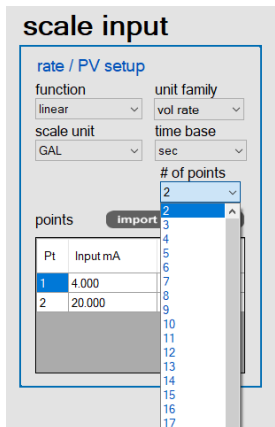 scale input
rate / PV setup
function unit family
linear vol rate
scale unit time base
GAL sec
# of points
2
points import
2
3
4
5
6
7
8
9
10
11
12
13
14
15
16
17
Pt Input mA
1 4.000
2 20.000